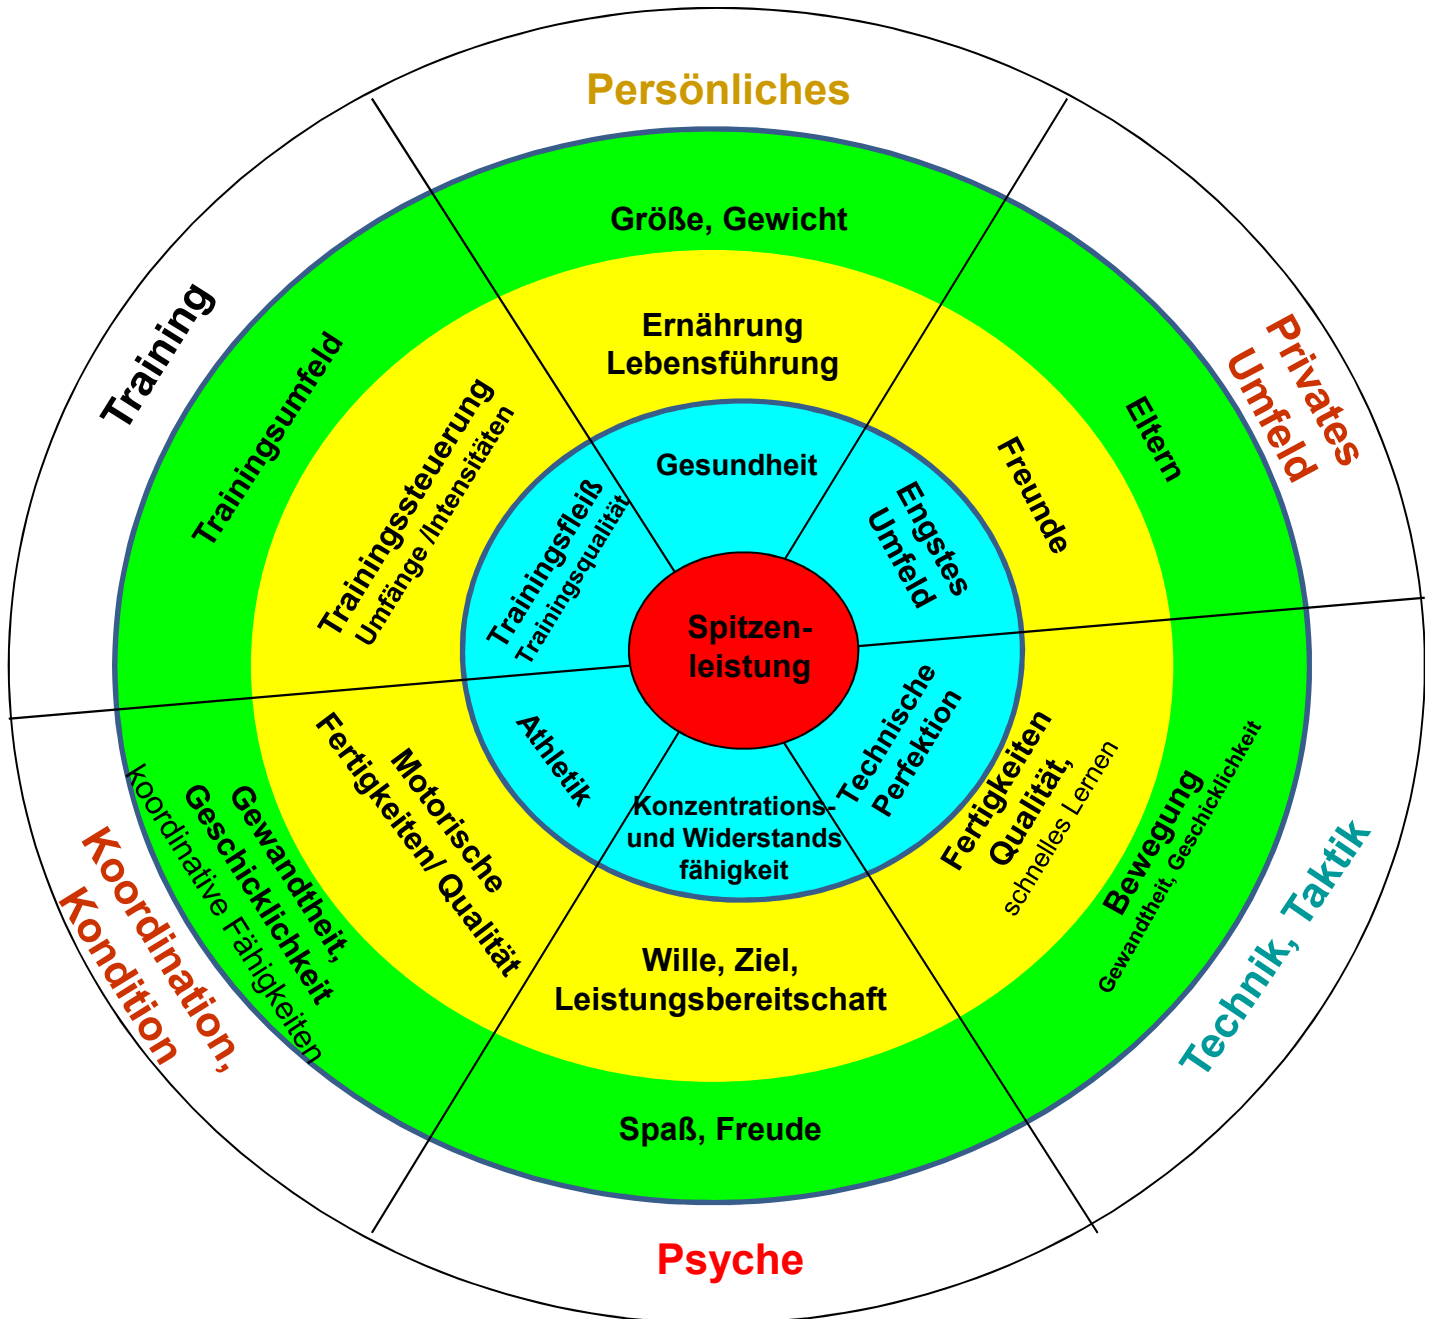 Persönliches
Größe, Gewicht
Ernährung
Lebensführung
Gesundheit
Privates
Umfeld
Eltern
Freunde
Engstes
Umfeld
Training
Trainingsumfeld
Trainingssteuerung
Umfänge /Intensitäten
Trainingsfleiß
Trainingsqualität
Spitzen-
leistung
Technische
Perfektion
Fertigkeiten
Qualität,
schnelles Lernen
Bewegung
Gewandtheit, Geschicklichkeit
Technik, Taktik
Athletik
Motorische
Fertigkeiten/ Qualität
Gewandtheit,
Geschicklichkeit
koordinative Fähigkeiten
Koordination,
Kondition
Konzentrations-
und Widerstands
fähigkeit
Wille, Ziel,
Leistungsbereitschaft
Spaß, Freude
Psyche